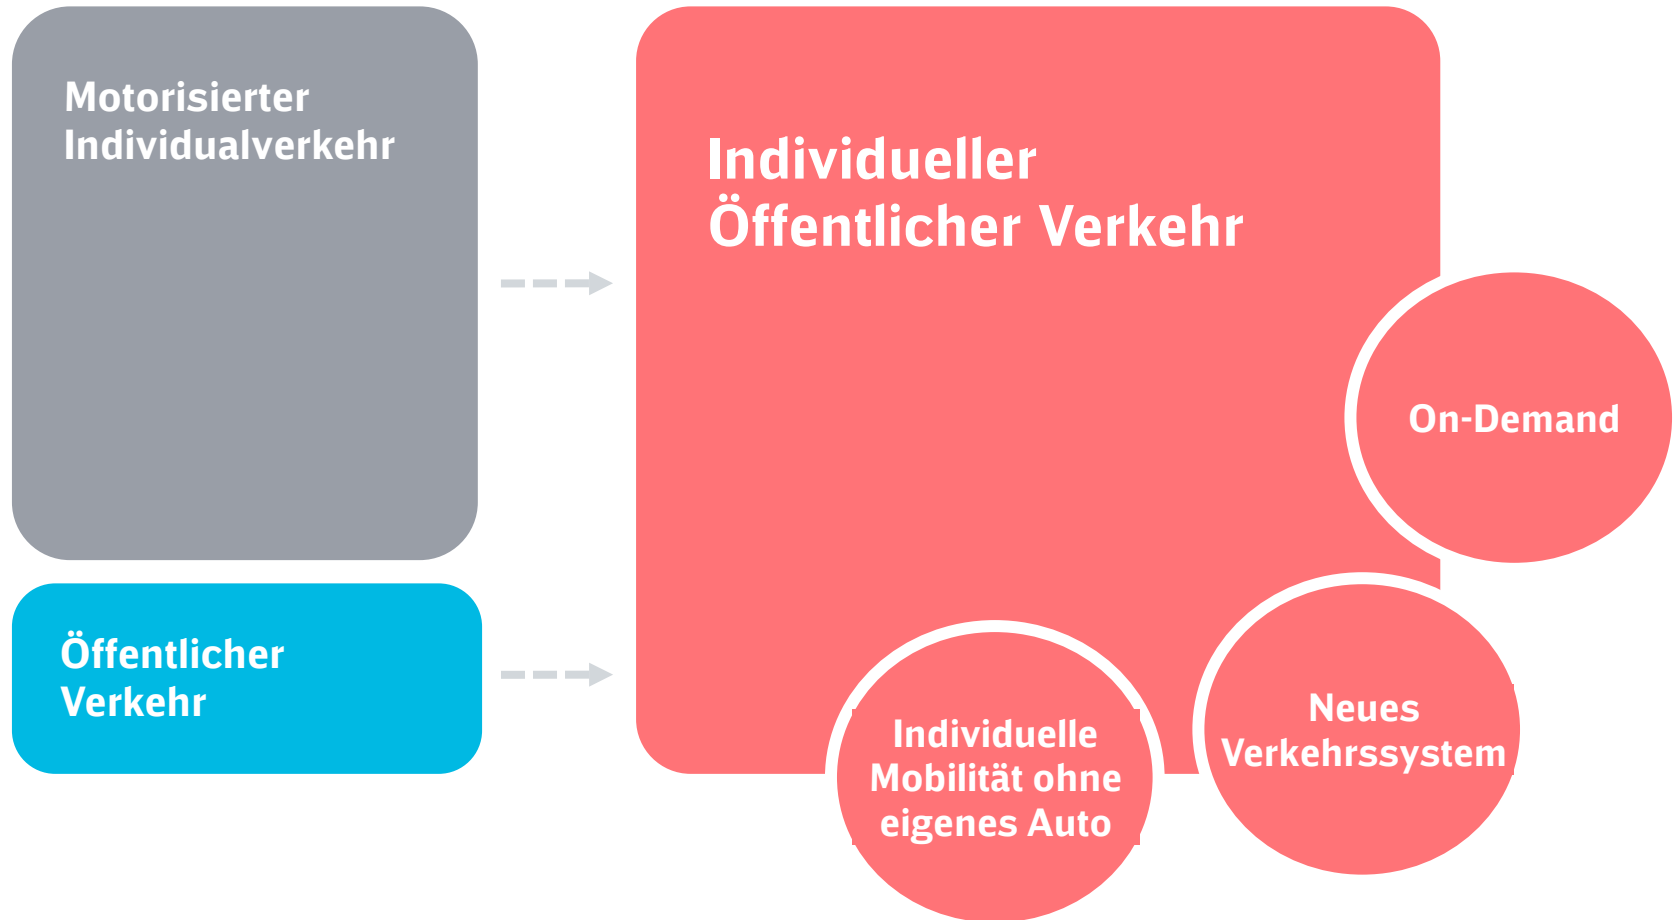 Motorisierter
Individualverkehr
Öffentlicher
Verkehr
Individueller
Öffentlicher Verkehr
On-Demand
Neues
Verkehrssystem
Individuelle
Mobilität ohne
eigenes Auto